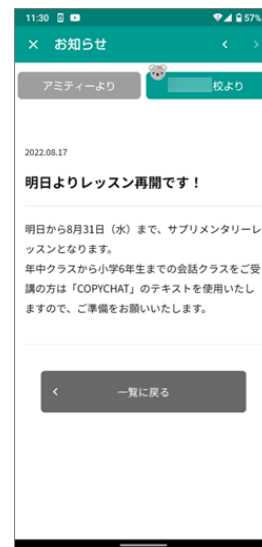 11:30 57%
× お知らせ < >
アミティーより 校より
2022.08.17
明日よりレッスン再開です！
明日から8月31日（水）まで、サプリメンタリーレ
ッスンとなります。
年中クラスから小学6年生までの会話クラスをご受
講の方は「COPYCHAT」のテキストを使用いたし
ますので、ご準備をお願いいたします。
< 一覧に戻る